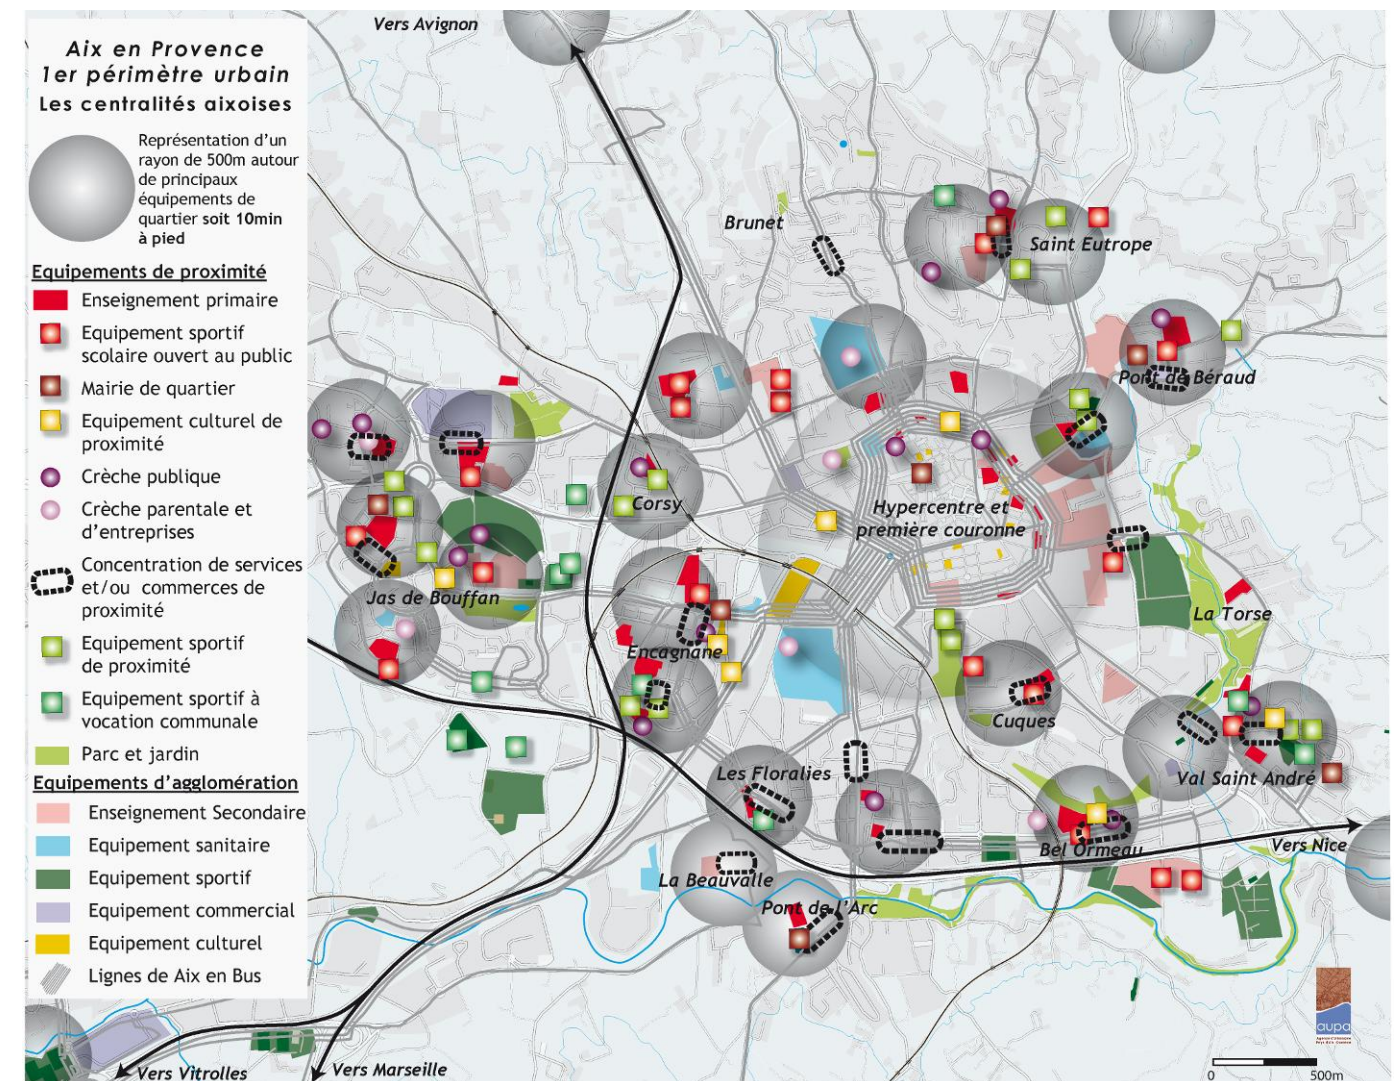 Aix en Provence
1er périmètre urbain
Les centralités aixoises
Représentation d'un
rayon de 500m autour
de principaux
équipements de
quartier soit 10min
à pied
Equipements de proximité
Enseignement primaire
Equipement sportif
scolaire ouvert au public
Mairie de quartier
Equipement culturel de
proximité
Crèche publique
Crèche parentale et
d'entreprises
Concentration de services
et/ou commerces de
proximité
Equipement sportif
de proximité
Equipement sportif à
vocation communale
Parc et jardin
Equipements d'agglomération
Enseignement Secondaire
Equipement sanitaire
Equipement sportif
Equipement commercial
Equipement culturel
Lignes de Aix en Bus
Vers Avignon
Brunet
Saint Eutrope
Pont de Béraud
Corsy
Hypercentre et
première couronne
Jas de Bouffan
Encagnane
La Torse
Cuques
Les Floralies
Val Saint André
Bel Ormeau
Vers Nice
La Beauvalle
Pont de l'Arc
Vers Vitrolles
Vers Marseille
aupa
0
500m